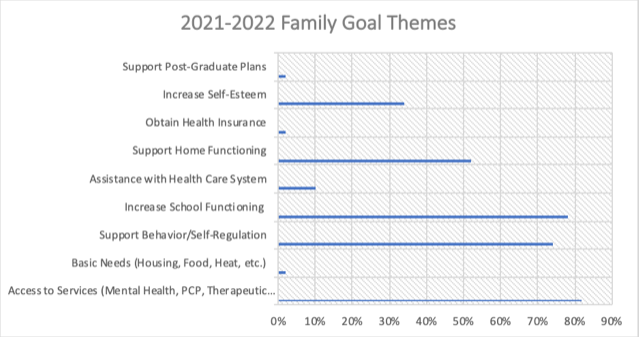 2021-2022 Family Goal Themes
Support Post-Graduate Plans
Increase Self-Esteem
Obtain Health Insurance
Support Home Functioning
Assistance with Health Care System
Increase School Functioning
Support Behavior/Self-Regulation
Basic Needs (Housing, Food, Heat, etc.)
Access to Services (Mental Health, PCP, Therapeutic...
0% 10% 20% 30% 40% 50% 60% 70% 80% 90%